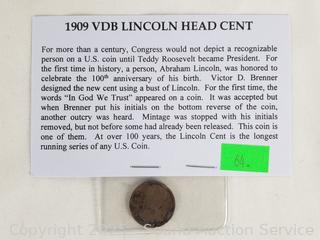 1909 VDB LINCOLN HEAD CENT
For more than a century, Congress would not depict a recognizable
person on a U.S. coin until Teddy Roosevelt became President. For
the first time in history, a person, Abraham Lincoln, was honored to
celebrate the 100th anniversary of his birth. Victor D. Brenner
designed the new cent using a bust of Lincoln. For the first time, the
words "In God We Trust" appeared on a coin. It was accepted but
when Brenner put his initials on the bottom reverse of the coin,
another outcry was heard. Mintage was stopped with his initials
removed, but not before some had already been released. This coin is
one of them. At over 100 years, the Lincoln Cent is the longest
running series of any U.S. Coin.
64.
Copyright
Auction Service